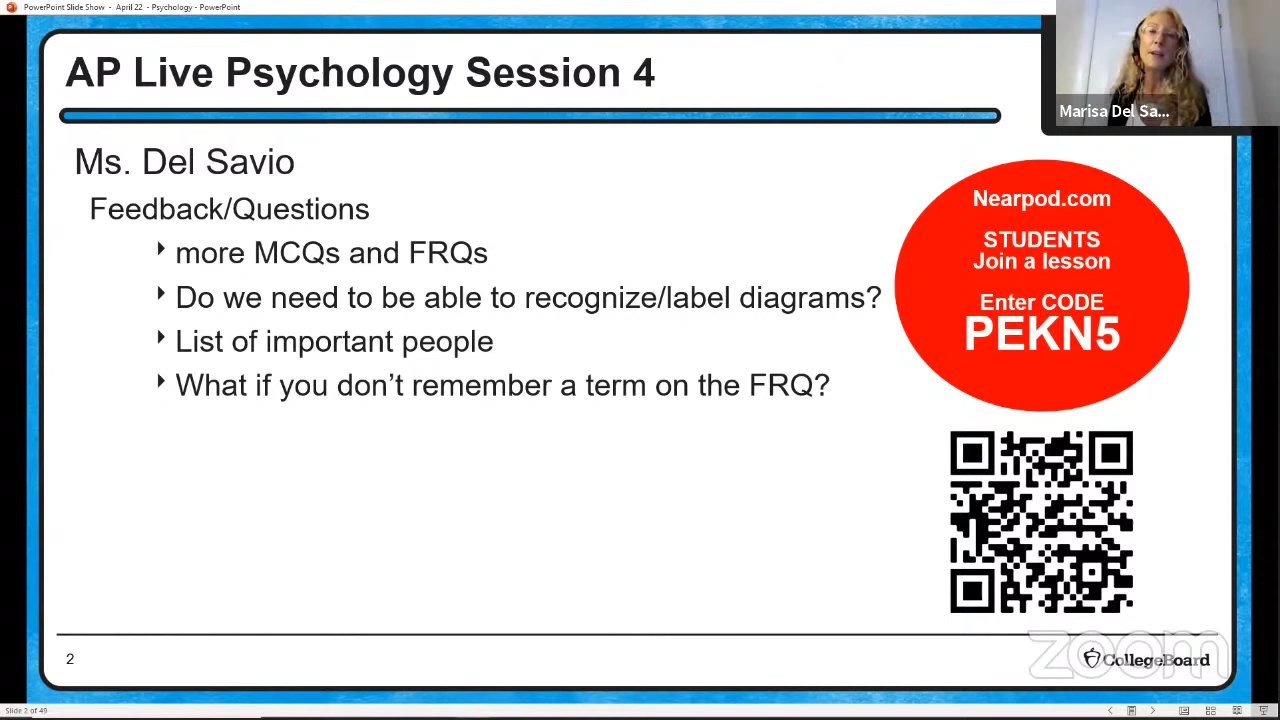 PowerPoint Slide Show - April 22 - Psychology - PowerPoint
AP Live Psychology Session 4
Marisa Del Sa...
Ms. Del Savio
Feedback/Questions
more MCQs and FRQs
Do we need to be able to recognize/label diagrams?
List of important people
What if you don’t remember a term on the FRQ?
Nearpod.com
STUDENTS
Join a lesson
Enter CODE
PEKN5
2
zoom
CollegeBoard
Slide 2 of 49